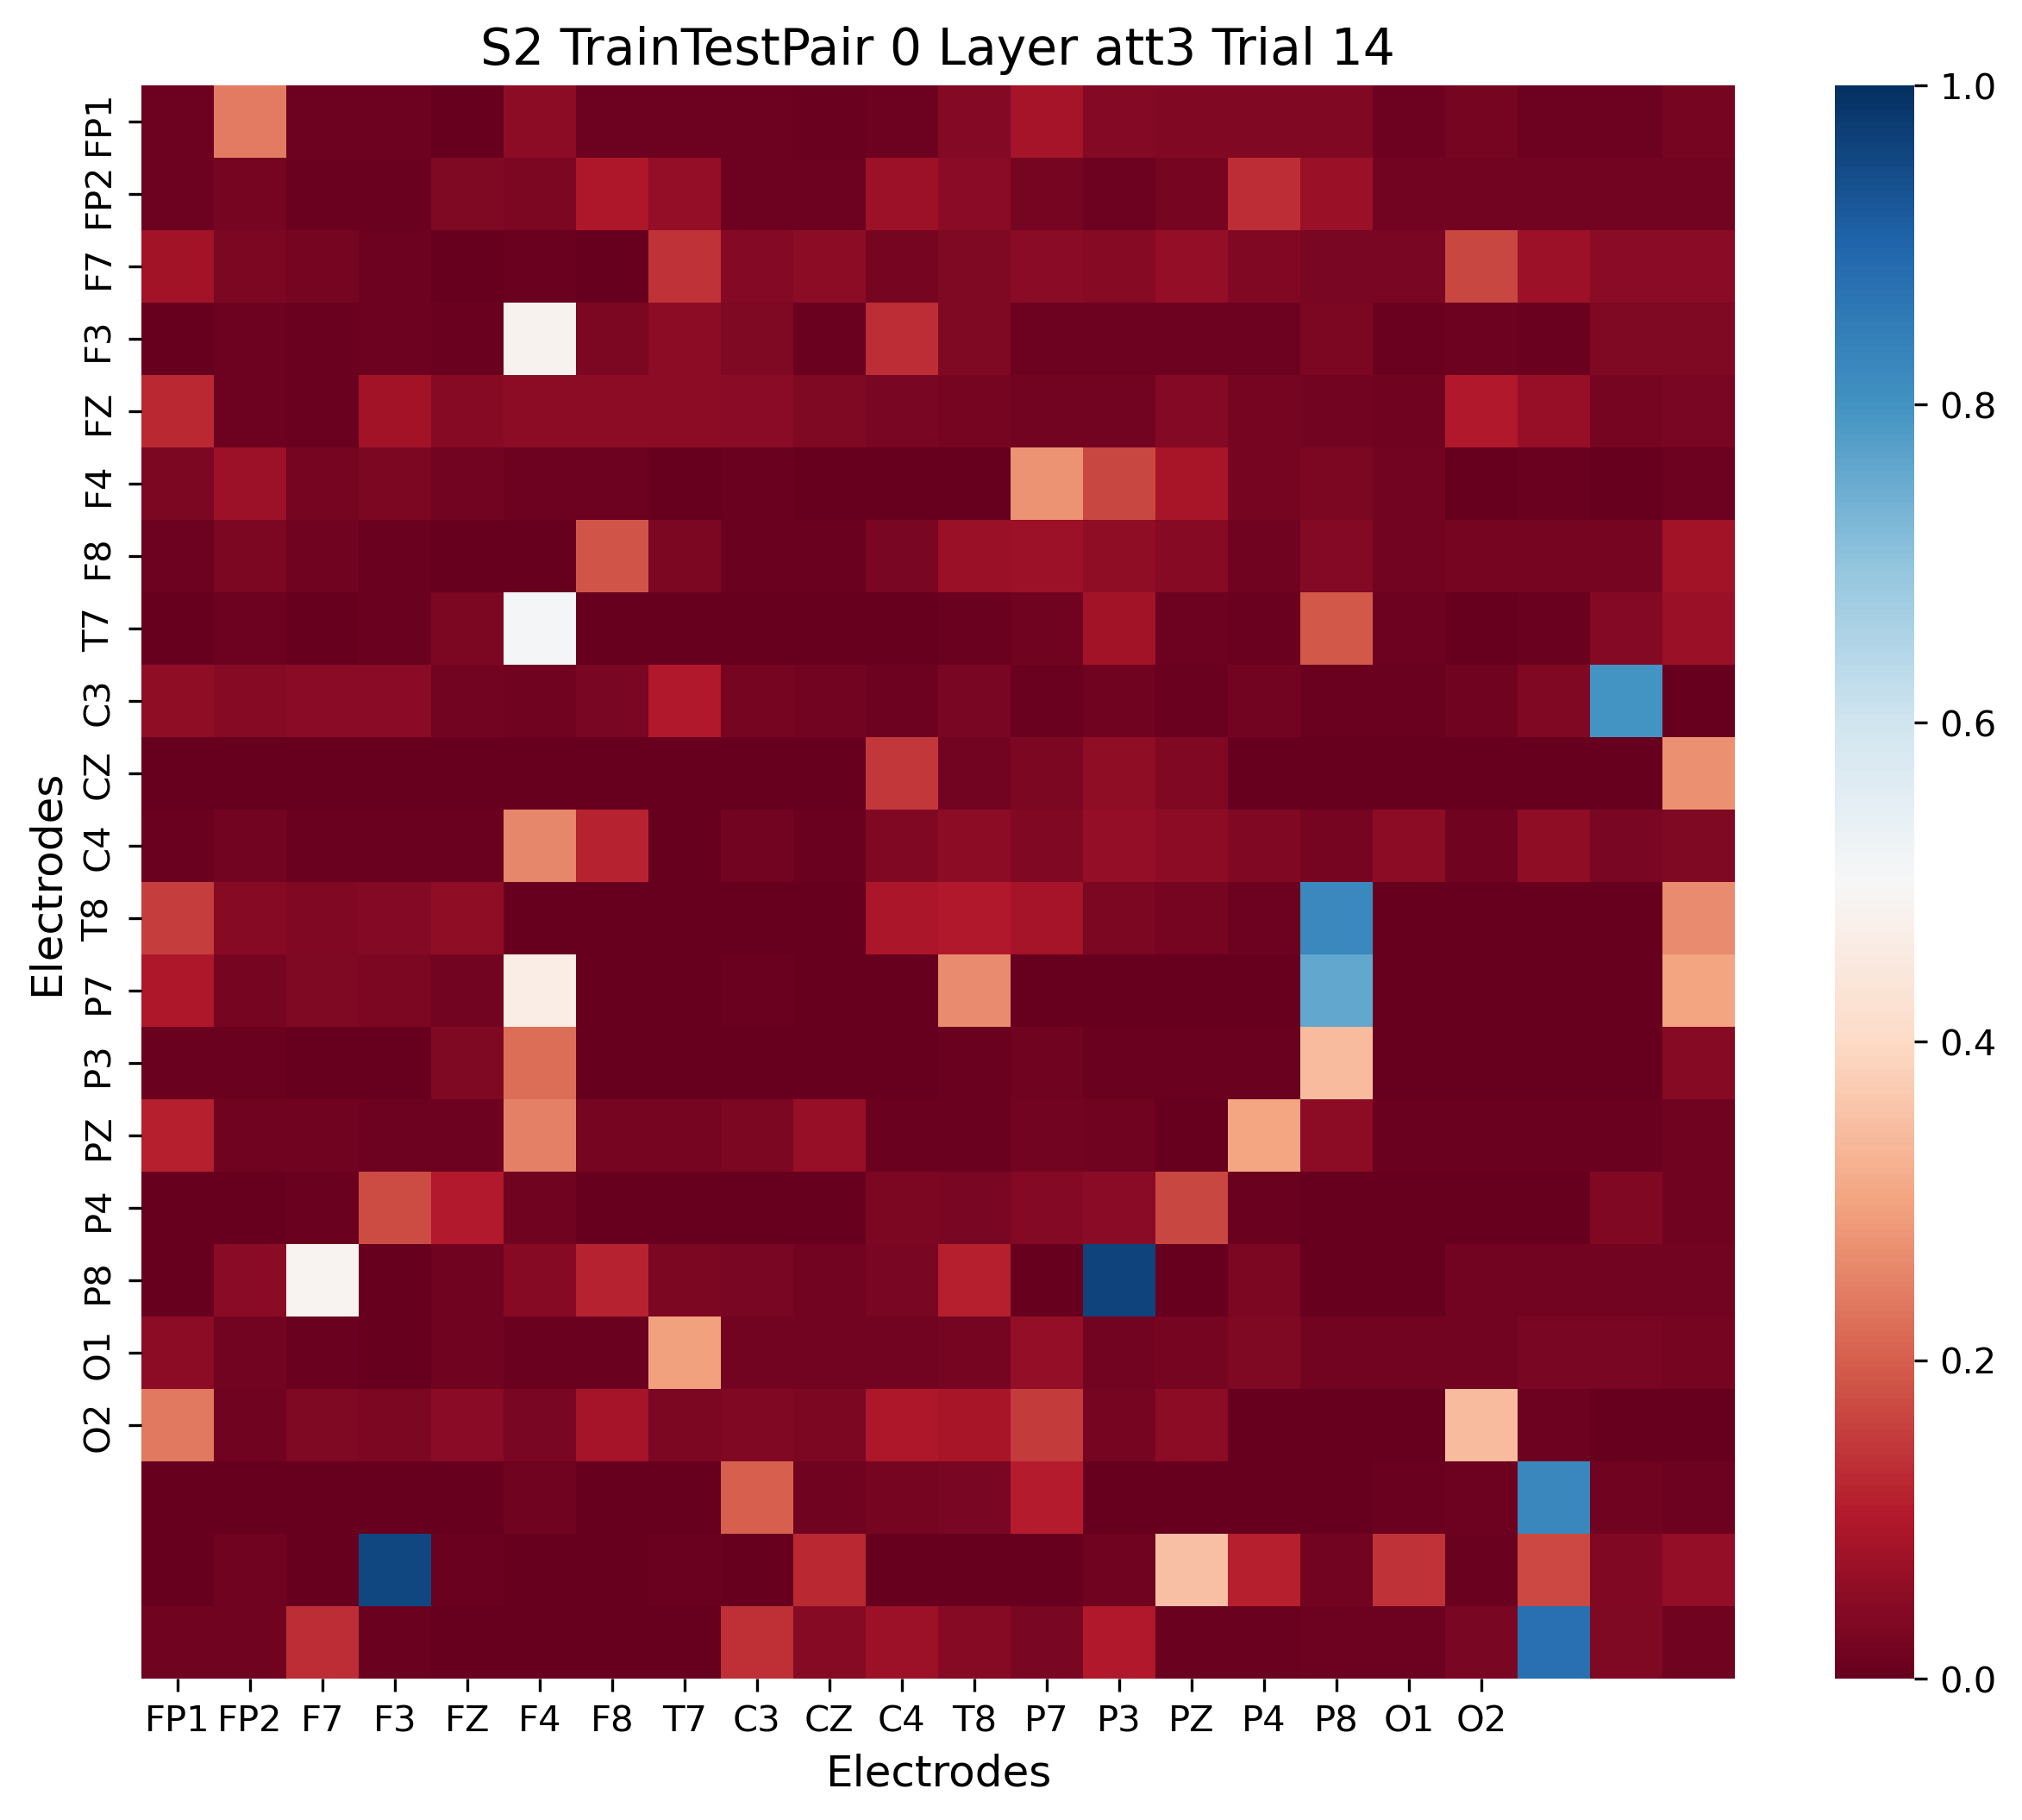 S2 TrainTestPair 0 Layer att3 Trial 14
Electrodes
FP1
FP2
F7
F3
FZ
F4
F8
T7
C3
CZ
C4
T8
P7
P3
PZ
P4
P8
O1
O2
FP1 FP2 F7 F3 FZ F4 F8 T7 C3 CZ C4 T8 P7 P3 PZ P4 P8 O1 O2
Electrodes
1.0
0.8
0.6
0.4
0.2
0.0